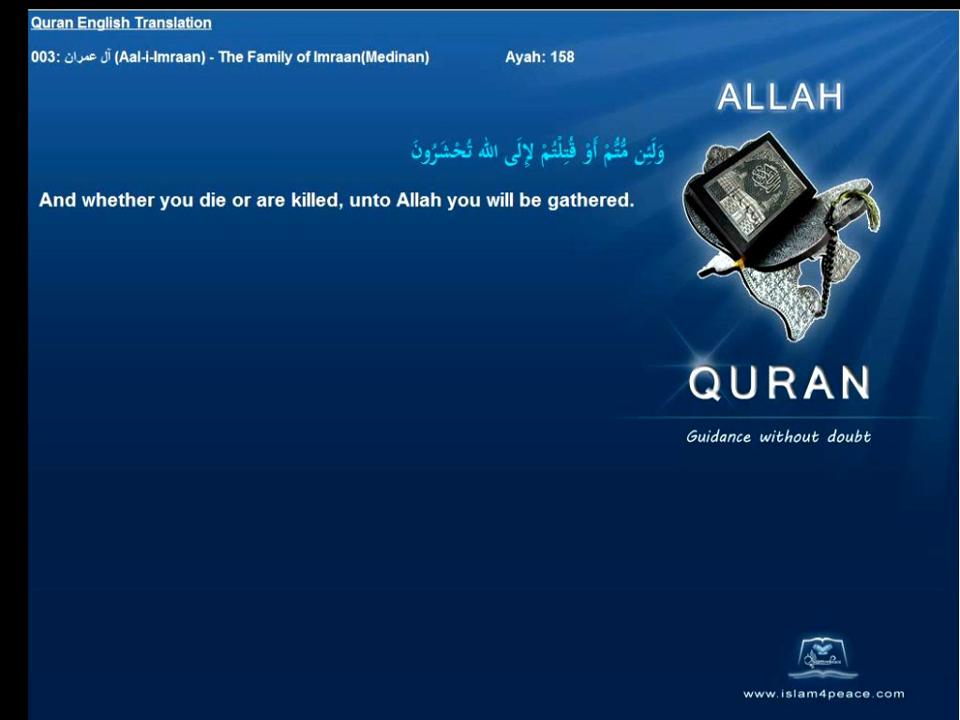 Quran English Translation
003: آل عمران (Aal-i-Imraan) - The Family of Imraan(Medinan) Ayah: 158
ALLAH
وَلَئِن مُّتُّمْ أَوْ قُتِلْتُمْ لإِلَى الله تُحْشَرُونَ
And whether you die or are killed, unto Allah you will be gathered.
QURAN
Guidance without doubt
www.islam4peace.com